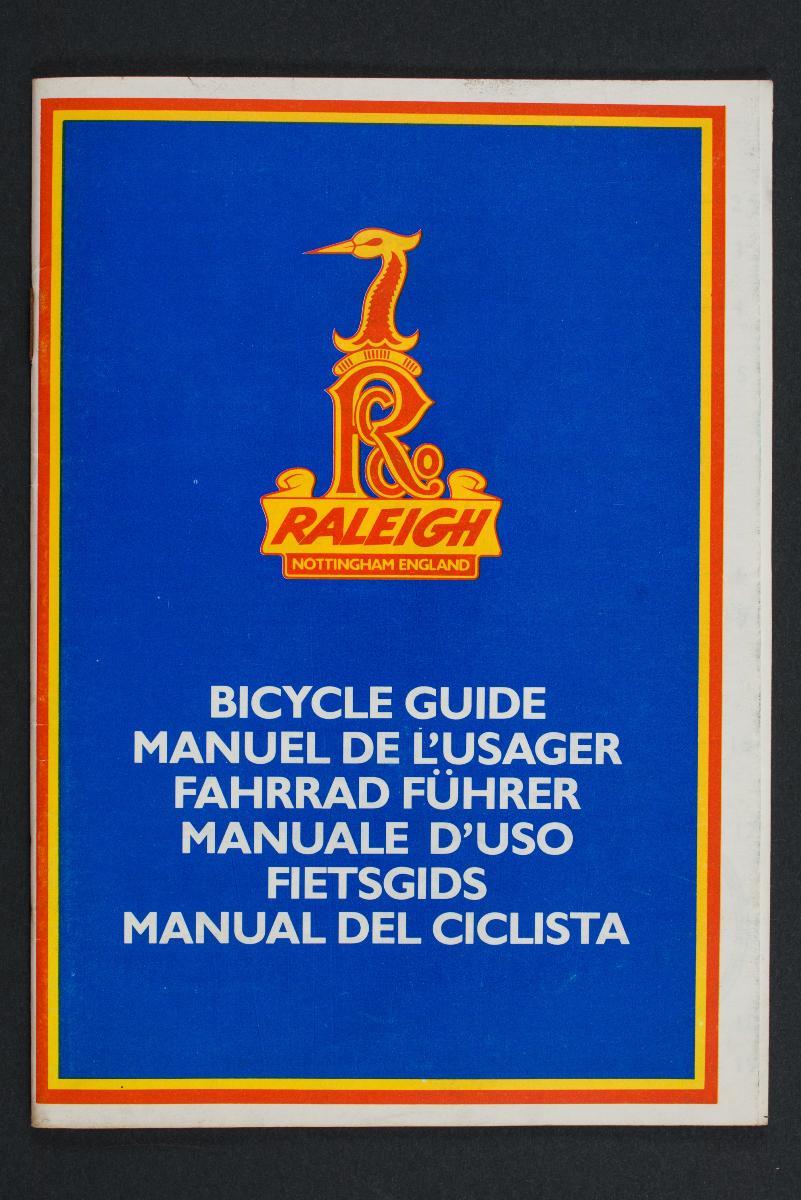 R&Co
RALEIGH
NOTTINGHAM ENGLAND
BICYCLE GUIDE
MANUEL DE L'USAGER
FAHRRAD FÜHRER
MANUALE D'USO
FIETSGIDS
MANUAL DEL CICLISTA